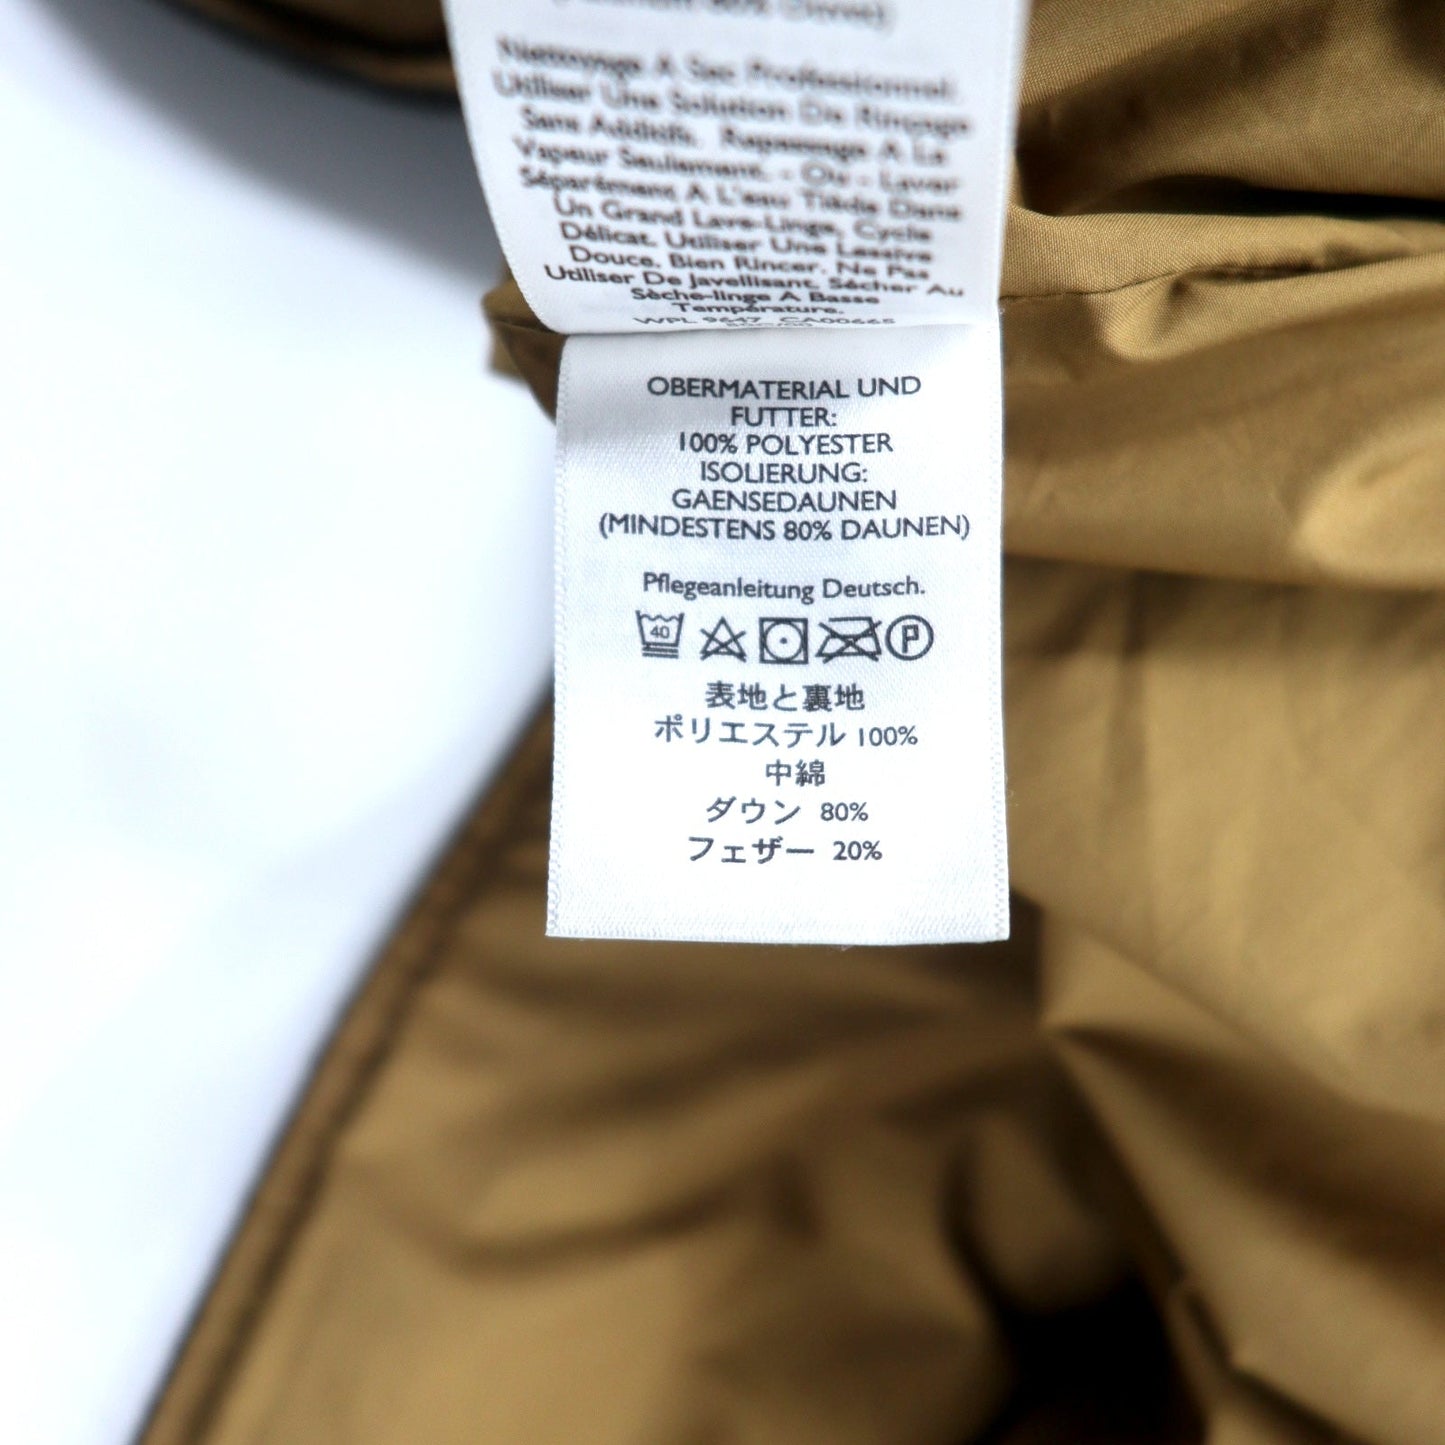 Nettoyage A Sec Professionnel.
Utiliser Une Solution De Rinçage
Sans Additifs. Repassage A La
Vapeur Seulement. - Ou - Laver
Séparément A L'eau Tiède Dans
Un Grand Lave-Linge, Cycle
Délicat. Utiliser Une Lessive
Douce, Bien Rincer. Ne Pas
Utiliser De Javellisant. Sécher Au
Sèche-linge A Basse
Température.
WPL 9647 CA00665
OBERMATERIAL UND
FUTTER:
100% POLYESTER
ISOLIERUNG:
GAENSEDAUNEN
(MINDESTENS 80% DAUNEN)
Pflegeanleitung Deutsch.
40 P
表地と裏地
ポリエステル 100%
中綿
ダウン 80%
フェザー 20%